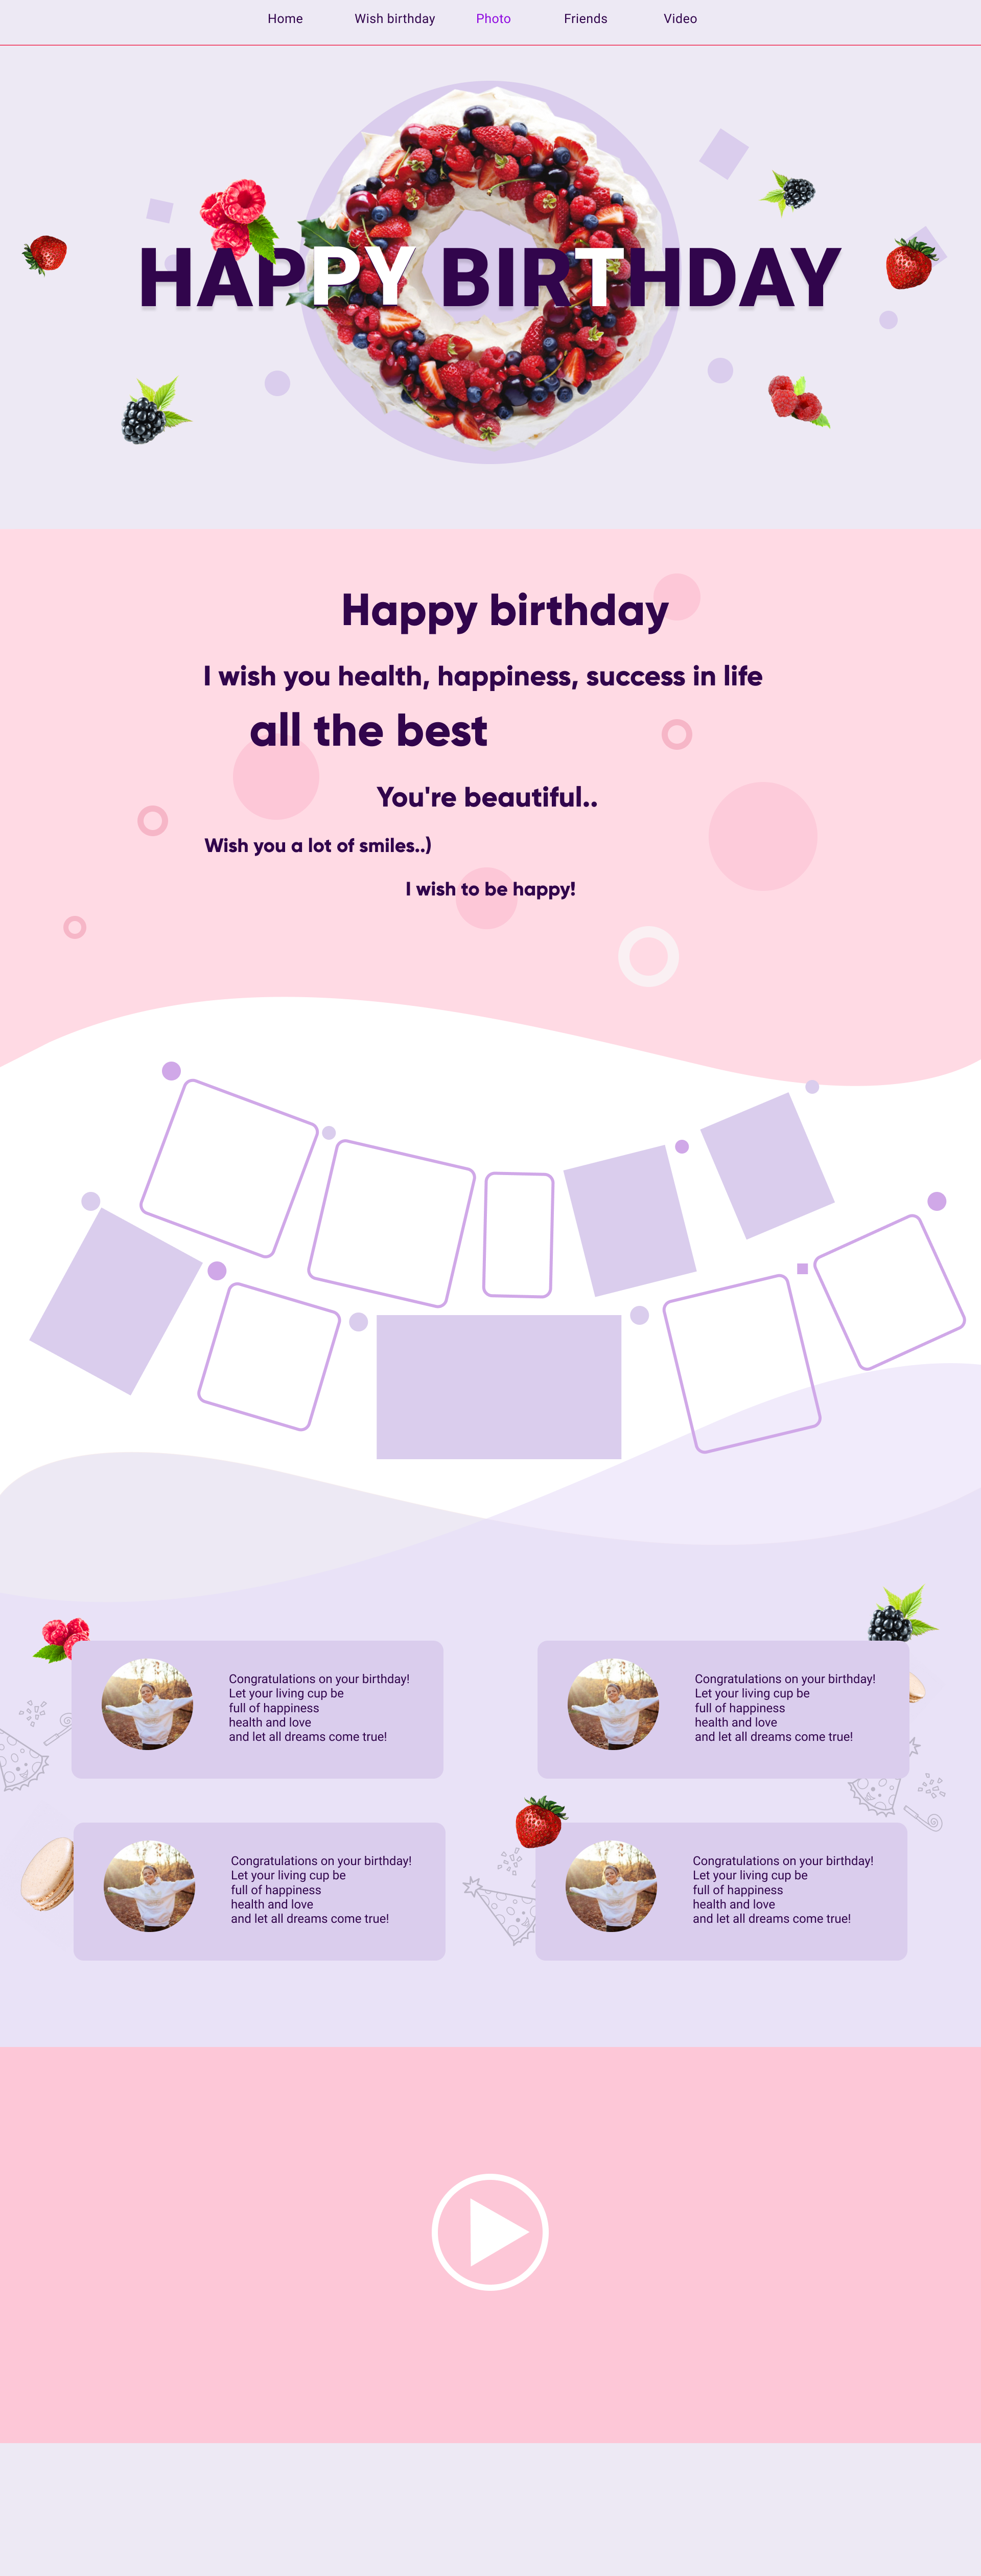 Home Wish birthday Photo Friends Video
HAPPY BIRTHDAY
Happy birthday
I wish you health, happiness, success in life
all the best
You're beautiful..
Wish you a lot of smiles..)
I wish to be happy!
Congratulations on your birthday!
Let your living cup be
full of happiness
health and love
and let all dreams come true!
Congratulations on your birthday!
Let your living cup be
full of happiness
health and love
and let all dreams come true!
Congratulations on your birthday!
Let your living cup be
full of happiness
health and love
and let all dreams come true!
Congratulations on your birthday!
Let your living cup be
full of happiness
health and love
and let all dreams come true!